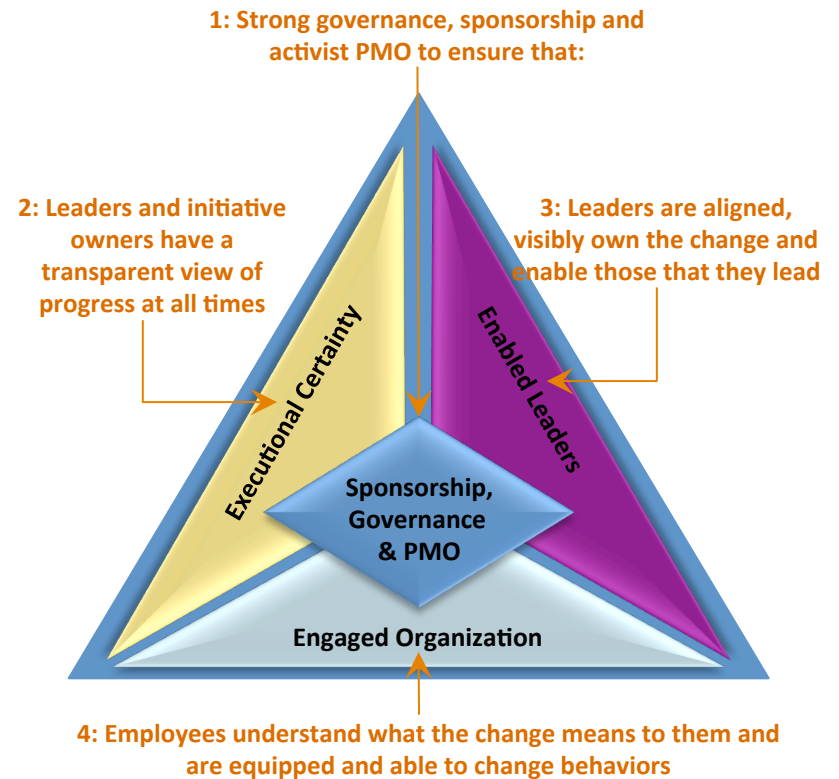 1: Strong governance, sponsorship and
activist PMO to ensure that:
2: Leaders and initiative
owners have a
transparent view of
progress at all times
3: Leaders are aligned,
visibly own the change and
enable those that they lead
Executional Certainty
Enabled Leaders
Sponsorship,
Governance
& PMO
Engaged Organization
4: Employees understand what the change means to them and
are equipped and able to change behaviors